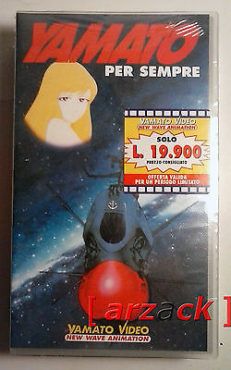 YAMATO
PER SEMPRE
YAMATO VIDEO
NEW WAVE ANIMATION
SOLO
L. 19.900
PREZZO CONSIGLIATO
OFFERTA VALIDA
PER UN PERIODO LIMITATO
[ arzack ]
YAMATO VIDEO
NEW WAVE ANIMATION